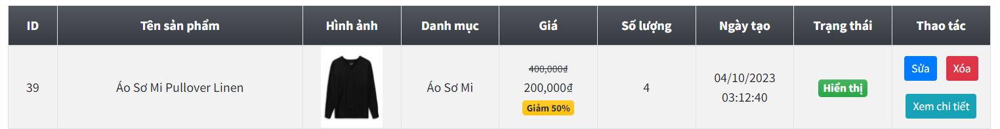 ID Tên sản phẩm Hình ảnh Danh mục Giá Số lượng Ngày tạo Trạng thái Thao tác
39 Áo Sơ Mi Pullover Linen Áo Sơ Mi 400,000₫ 4 04/10/2023 Hiển thị Sửa Xóa
200,000₫ 03:12:40
Giảm 50% Xem chi tiết